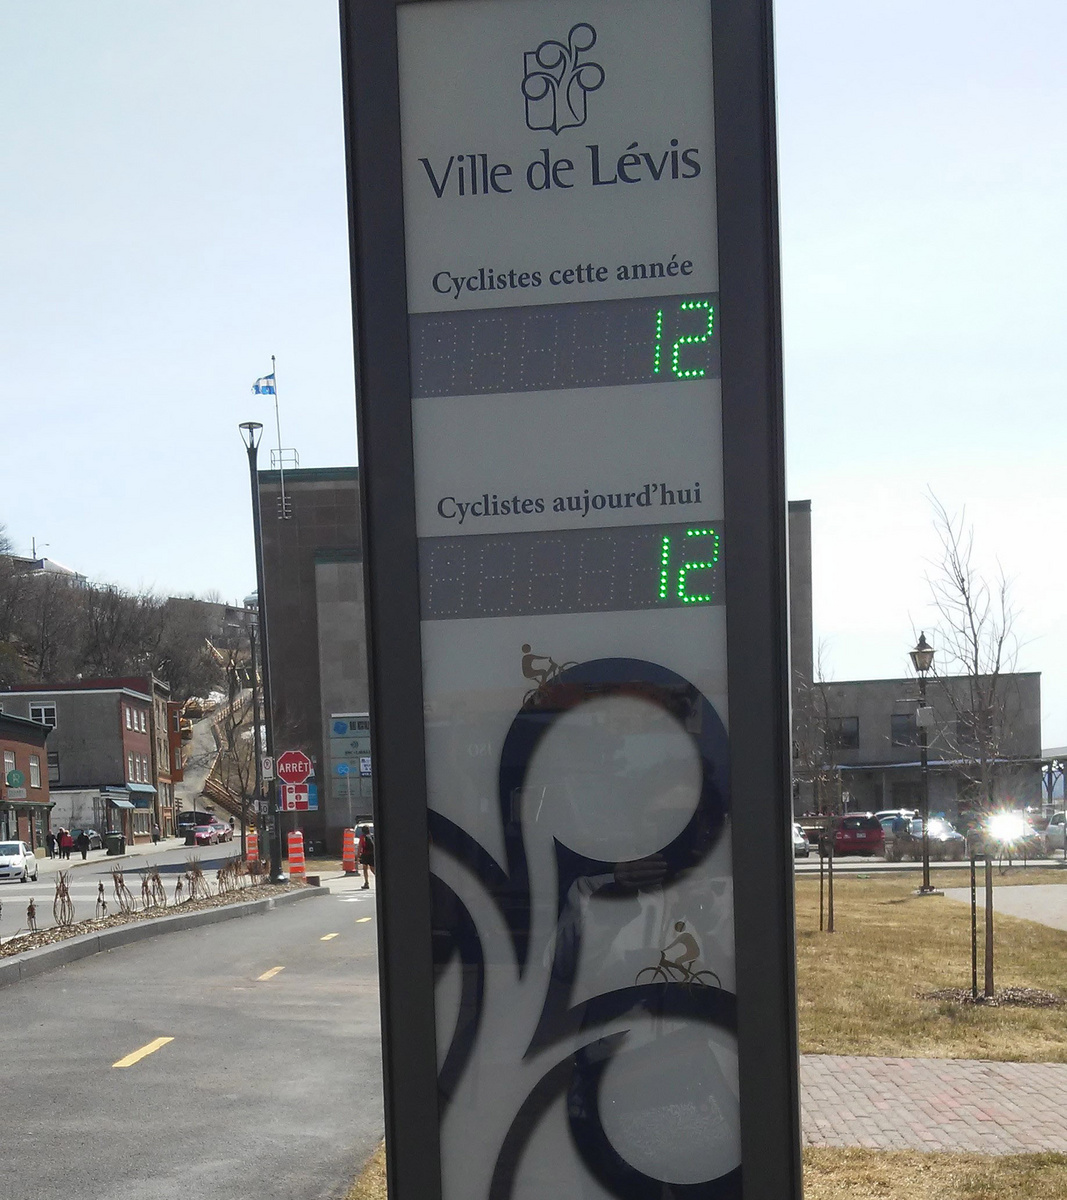 Ville de Lévis
Cyclistes cette année
12
Cyclistes aujourd'hui
12
ARRÊT